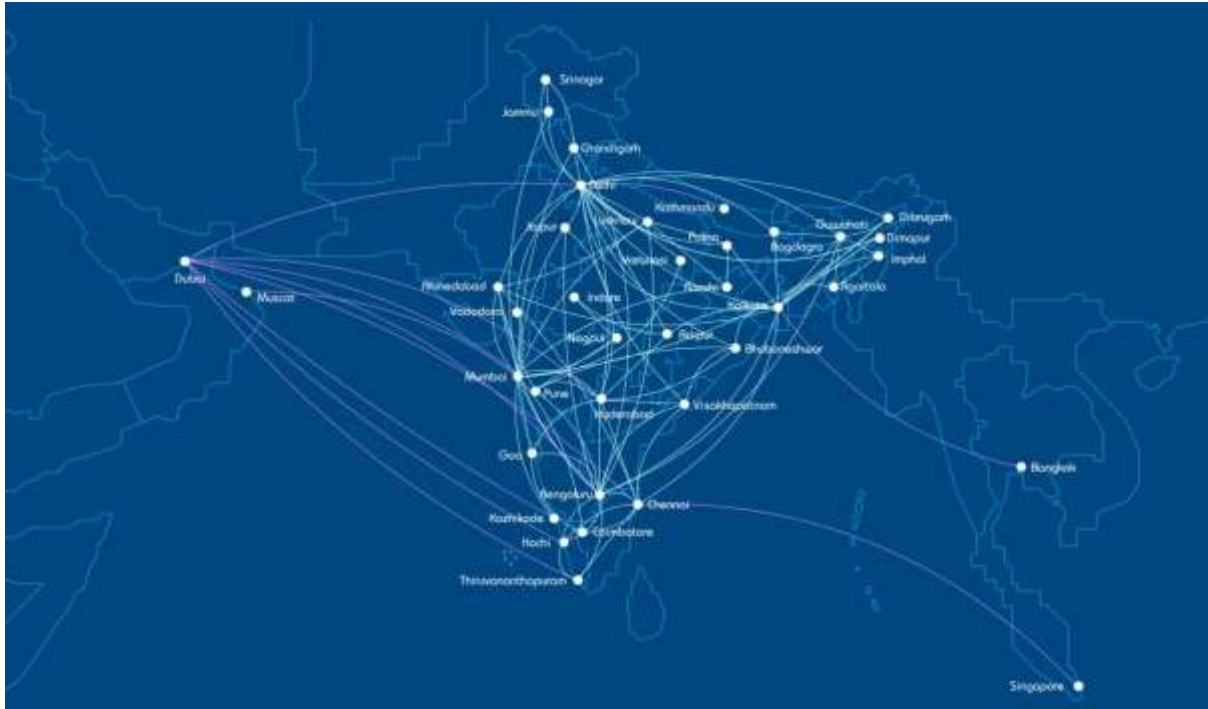 Srinagar
Jammu
Chandigarh
Delhi
Kathmandu
Lucknow
Dibrugarh
Guwahati
Jaipur
Dimapur
Patna
Bagdogra
Imphal
Varanasi
Dubai
Ahmedabad
Ranchi
Agartala
Muscat
Indore
Kolkata
Vadodara
Nagpur
Raipur
Bhubaneshwar
Mumbai
Pune
Hyderabad
Visakhapatnam
Goa
Bangkok
Bengaluru
Chennai
Kozhikode
Coimbatore
Kochi
Thiruvananthapuram
Singapore